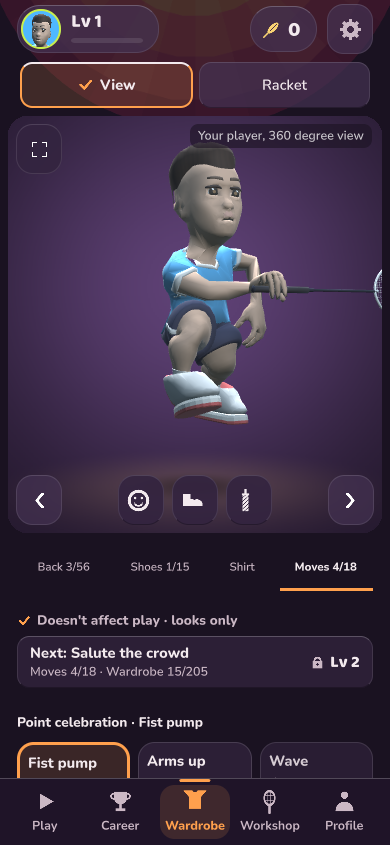 Lv 1
0
View
Racket
Your player, 360 degree view
Back 3/56
Shoes 1/15
Shirt
Moves 4/18
Doesn't affect play · looks only
Next: Salute the crowd
Moves 4/18 · Wardrobe 15/205
Lv 2
Point celebration · Fist pump
Fist pump
Arms up
Wave
Play
Career
Wardrobe
Workshop
Profile